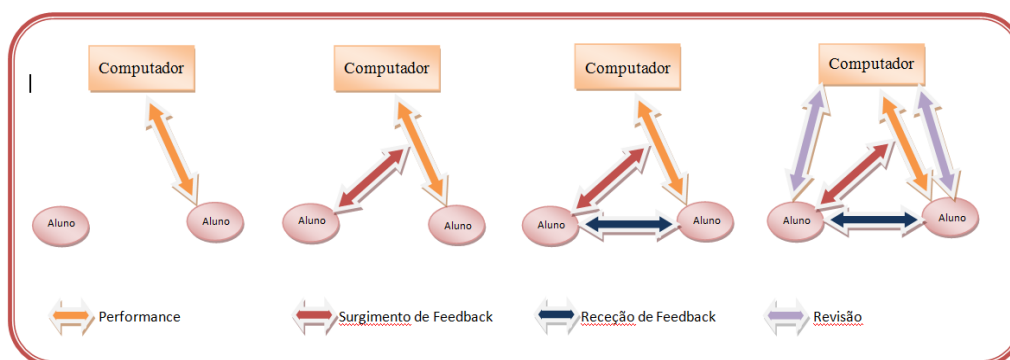 Computador
Computador
Computador
Computador
Aluno
Aluno
Aluno
Aluno
Aluno
Aluno
Aluno
Aluno
Performance
Surgimento de Feedback
Receção de Feedback
Revisão